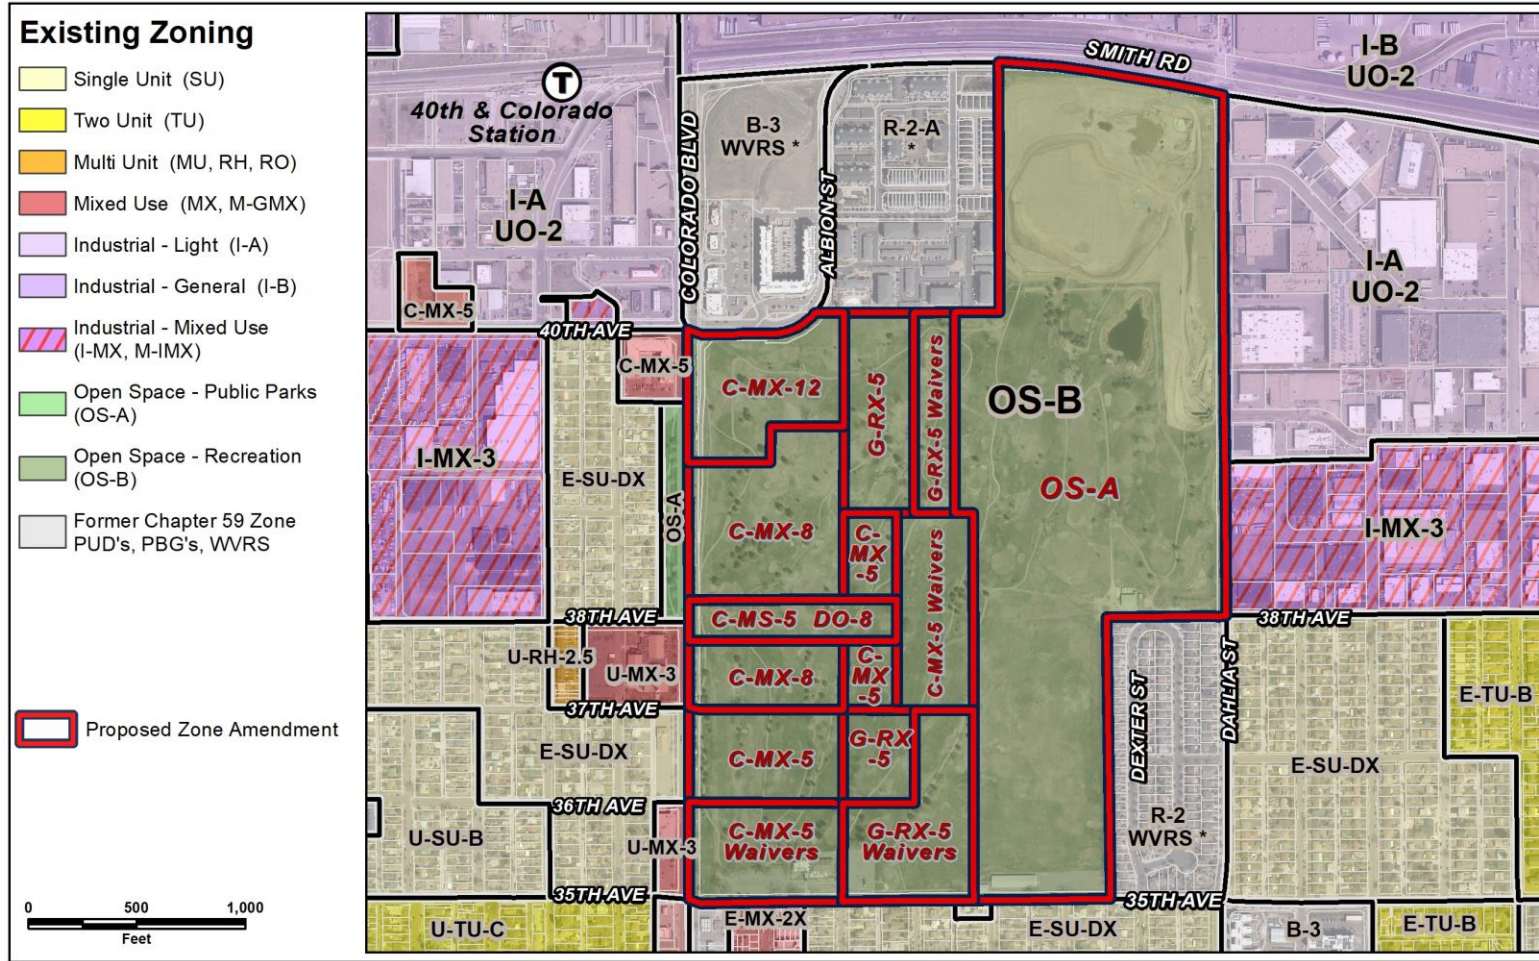 Existing Zoning
Single Unit (SU)
Two Unit (TU)
Multi Unit (MU, RH, RO)
Mixed Use (MX, M-GMX)
Industrial - Light (I-A)
Industrial - General (I-B)
Industrial - Mixed Use
(I-MX, M-IMX)
Open Space - Public Parks
(OS-A)
Open Space - Recreation
(OS-B)
Former Chapter 59 Zone
PUD's, PBG's, WVRS
Proposed Zone Amendment
0 500 1,000
Feet
T
40th & Colorado
Station
I-A
UO-2
C-MX-5
40TH AVE
C-MX-5
I-MX-3
E-SU-DX
OS-A
38TH AVE
U-RH-2.5
U-MX-3
37TH AVE
E-SU-DX
36TH AVE
U-SU-B
U-MX-3
35TH AVE
U-TU-C
COLORADO BLVD
B-3
WVRS *
ALBION ST
R-2-A
*
SMITH RD
I-B
UO-2
I-A
UO-2
C-MX-12
G-RX-5
G-RX-5 Waivers
OS-B
OS-A
C-MX-8
C-
MX
-5
C-MX-5 Waivers
C-MS-5 DO-8
C-MX-8
C-
MX
-5
C-MX-5
G-RX
-5
C-MX-5
Waivers
G-RX-5
Waivers
I-MX-3
38TH AVE
DEXTER ST
DAHLIA ST
E-TU-B
E-SU-DX
R-2
WVRS *
35TH AVE
E-MX-2X
E-SU-DX
B-3
E-TU-B